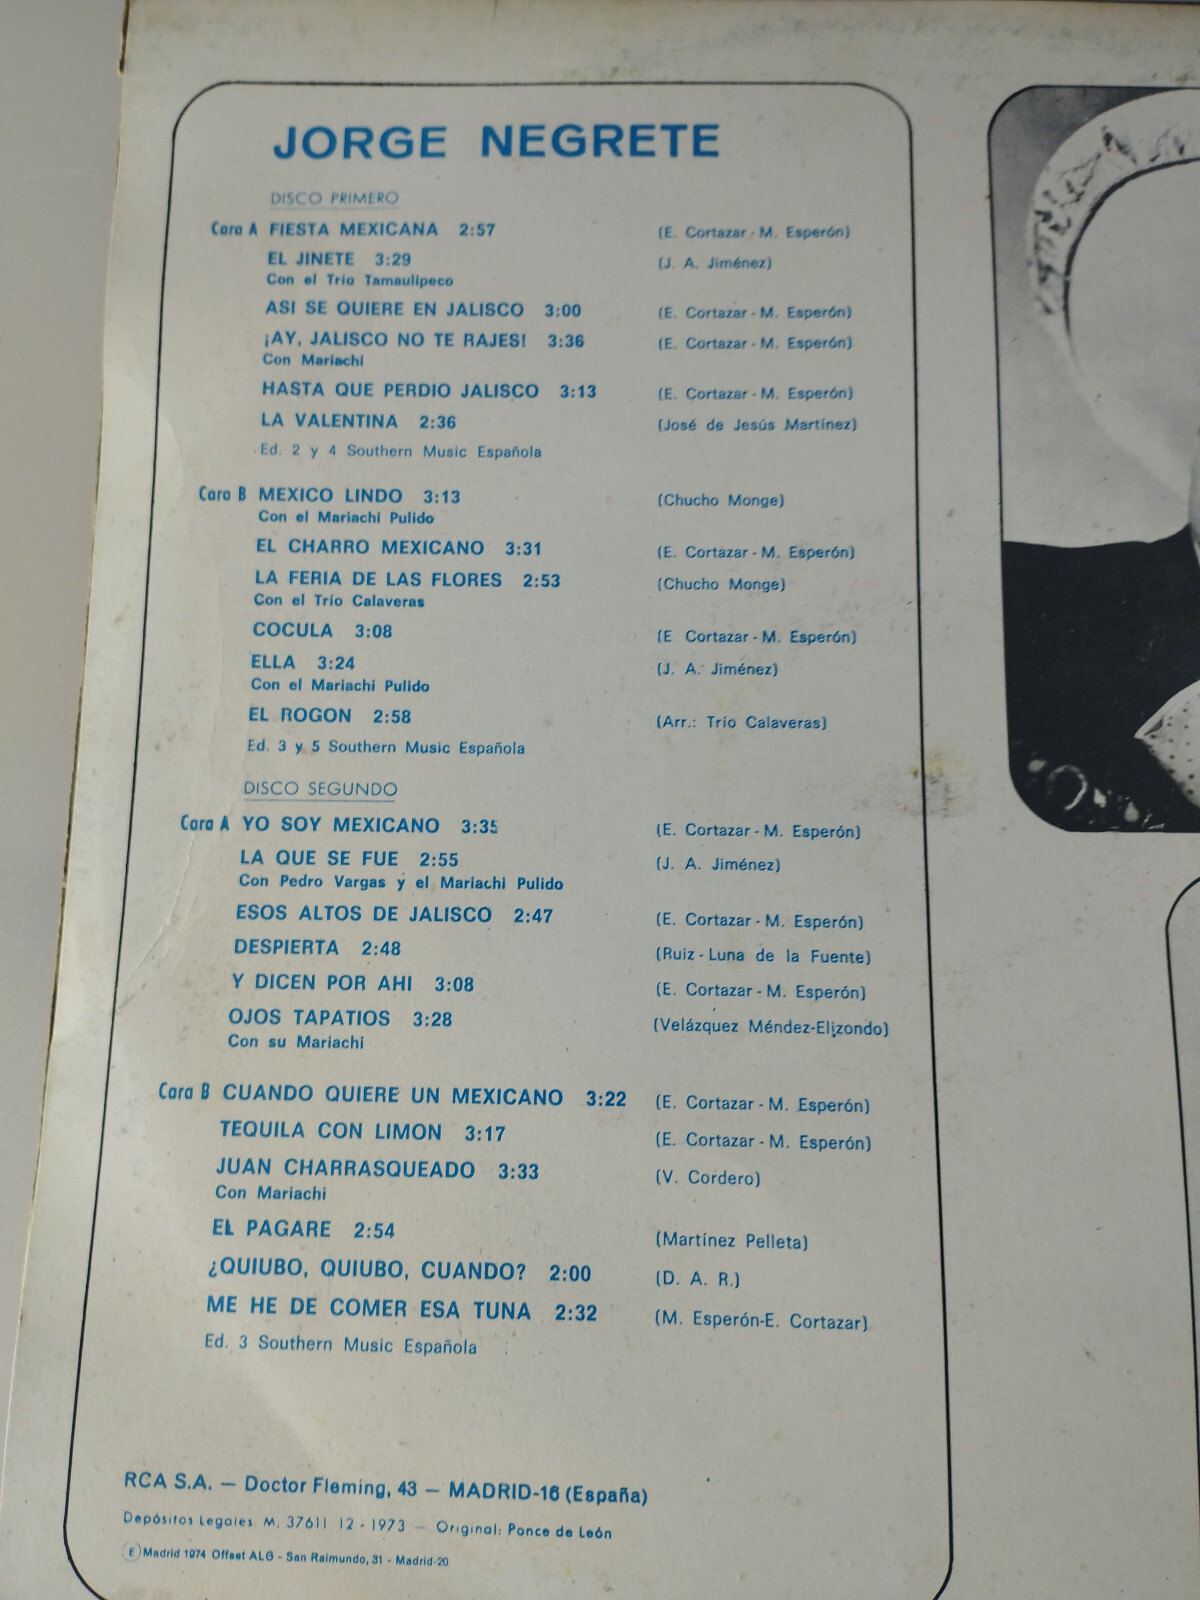 JORGE NEGRETE
DISCO PRIMERO
Cara A FIESTA MEXICANA 2:57 (E. Cortazar - M. Esperón)
EL JINETE 3:29 (J. A. Jiménez)
Con el Trío Tamaulipeco
ASI SE QUIERE EN JALISCO 3:00 (E. Cortazar - M. Esperón)
¡AY, JALISCO NO TE RAJES! 3:36 (E. Cortazar - M. Esperón)
Con Mariachi
HASTA QUE PERDIO JALISCO 3:13 (E. Cortazar - M. Esperón)
LA VALENTINA 2:36 (José de Jesús Martínez)
Ed. 2 y 4 Southern Music Española
Cara B MEXICO LINDO 3:13 (Chucho Monge)
Con el Mariachi Pulido
EL CHARRO MEXICANO 3:31 (E. Cortazar - M. Esperón)
LA FERIA DE LAS FLORES 2:53 (Chucho Monge)
Con el Trío Calaveras
COCULA 3:08 (E. Cortazar - M. Esperón)
ELLA 3:24 (J. A. Jiménez)
Con el Mariachi Pulido
EL ROGON 2:58 (Arr.: Trío Calaveras)
Ed. 3 y 5 Southern Music Española
DISCO SEGUNDO
Cara A YO SOY MEXICANO 3:35 (E. Cortazar - M. Esperón)
LA QUE SE FUE 2:55 (J. A. Jiménez)
Con Pedro Vargas y el Mariachi Pulido
ESOS ALTOS DE JALISCO 2:47 (E. Cortazar - M. Esperón)
DESPIERTA 2:48 (Ruiz - Luna de la Fuente)
Y DICEN POR AHI 3:08 (E. Cortazar - M. Esperón)
OJOS TAPATIOS 3:28 (Velázquez Méndez-Elizondo)
Con su Mariachi
Cara B CUANDO QUIERE UN MEXICANO 3:22 (E. Cortazar - M. Esperón)
TEQUILA CON LIMON 3:17 (E. Cortazar - M. Esperón)
JUAN CHARRASQUEADO 3:33 (V. Cordero)
Con Mariachi
EL PAGARE 2:54 (Martínez Pelleta)
¿QUIUBO, QUIUBO, CUANDO? 2:00 (D. A. R.)
ME HE DE COMER ESA TUNA 2:32 (M. Esperón-E. Cortazar)
Ed. 3 Southern Music Española
RCA S.A. — Doctor Fleming, 43 — MADRID-16 (España)
Depósitos Legales M. 37611 12 - 1973 — Original: Ponce de León
Ⓔ Madrid 1974 Offset ALG - San Raimundo, 31 - Madrid-20